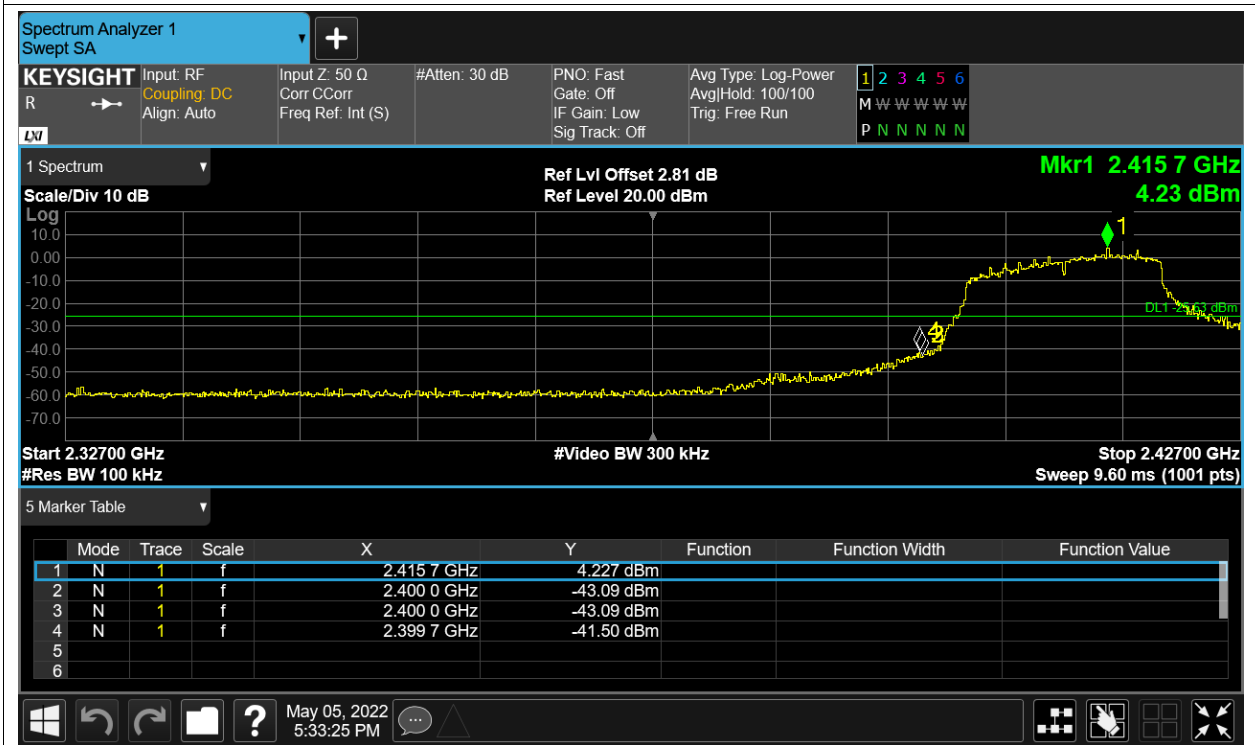 Spectrum Analyzer 1
Swept SA
KEYSIGHT Input: RF Input Z: 50 Ω #Atten: 30 dB PNO: Fast Avg Type: Log-Power 1 2 3 4 5 6
R Coupling: DC Corr CCorr Gate: Off Avg|Hold: 100/100 M W W W W W
Align: Auto Freq Ref: Int (S) IF Gain: Low Trig: Free Run
LXI Sig Track: Off P N N N N N
1 Spectrum Ref Lvl Offset 2.81 dB Mkr1 2.415 7 GHz
Scale/Div 10 dB Ref Level 20.00 dBm 4.23 dBm
Log
1
10.0
0.00
-10.0
-20.0
DL1 -25.63 dBm
-30.0
-40.0
-50.0
-60.0
-70.0
Start 2.32700 GHz #Video BW 300 kHz Stop 2.42700 GHz
#Res BW 100 kHz Sweep 9.60 ms (1001 pts)
5 Marker Table
Mode Trace Scale X Y Function Function Width Function Value
1 N 1 f 2.415 7 GHz 4.227 dBm
2 N 1 f 2.400 0 GHz -43.09 dBm
3 N 1 f 2.400 0 GHz -43.09 dBm
4 N 1 f 2.399 7 GHz -41.50 dBm
5
6
? May 05, 2022
5:33:25 PM